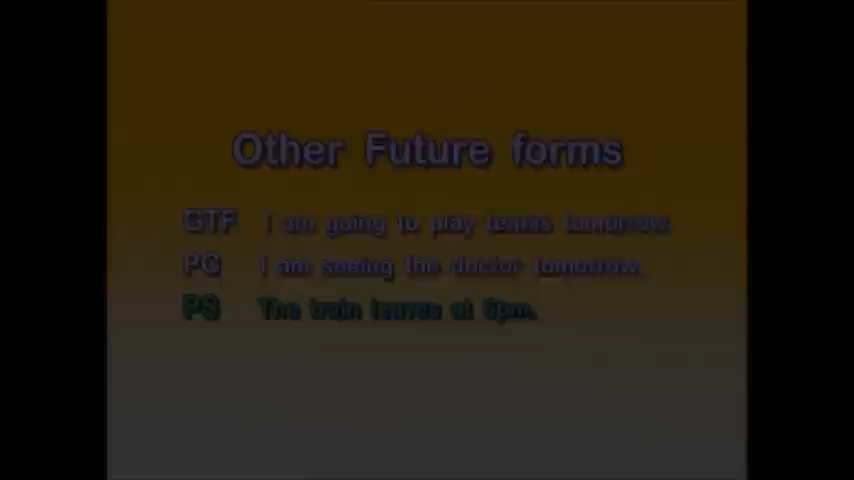 Other Future forms
GTF I am going to play tennis tomorrow.
PC I am seeing the doctor tomorrow.
PS The train leaves at 6pm.